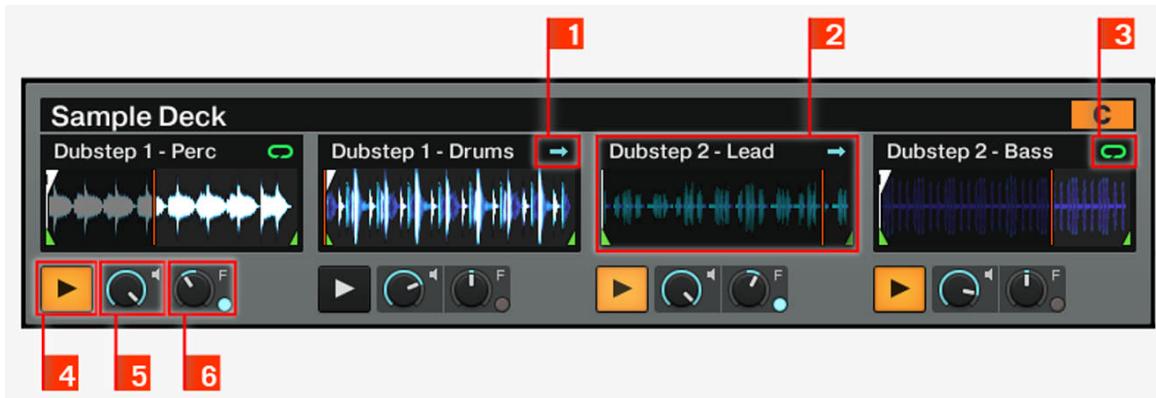 1 2 3
Sample Deck C
Dubstep 1 - Perc Dubstep 1 - Drums Dubstep 2 - Lead Dubstep 2 - Bass
F F F F
4 5 6